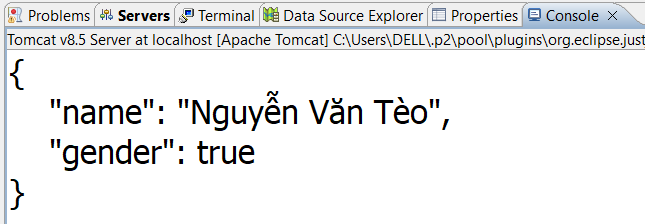 Problems Servers Terminal Data Source Explorer Properties Console
Tomcat v8.5 Server at localhost [Apache Tomcat] C:\Users\DELL\.p2\pool\plugins\org.eclipse.just
{
"name": "Nguyễn Văn Tèo",
"gender": true
}